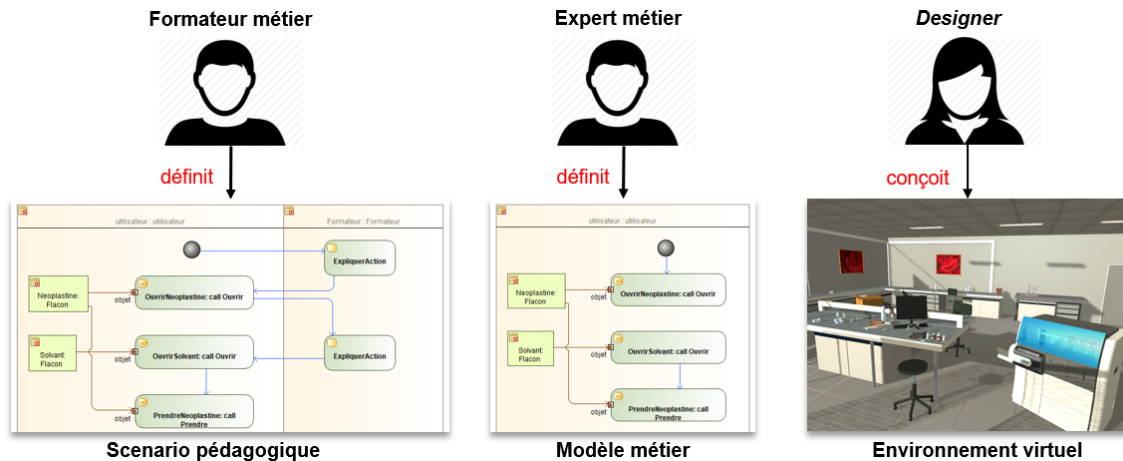 Formateur métier
Expert métier
Designer
définit
définit
conçoit
utilisateur : utilisateur
Formateur : Formateur
ExpliquerAction
Neoplastine:
Flacon
objet
OuvrirNeoplastine: call Ouvrir
Solvant:
Flacon
objet
OuvrirSolvant: call Ouvrir
ExpliquerAction
objet
PrendreNeoplastine: call
Prendre
utilisateur : utilisateur
Neoplastine:
Flacon
objet
OuvrirNeoplastine: call Ouvrir
Solvant:
Flacon
objet
OuvrirSolvant: call Ouvrir
objet
PrendreNeoplastine: call
Prendre
Scenario pédagogique
Modèle métier
Environnement virtuel